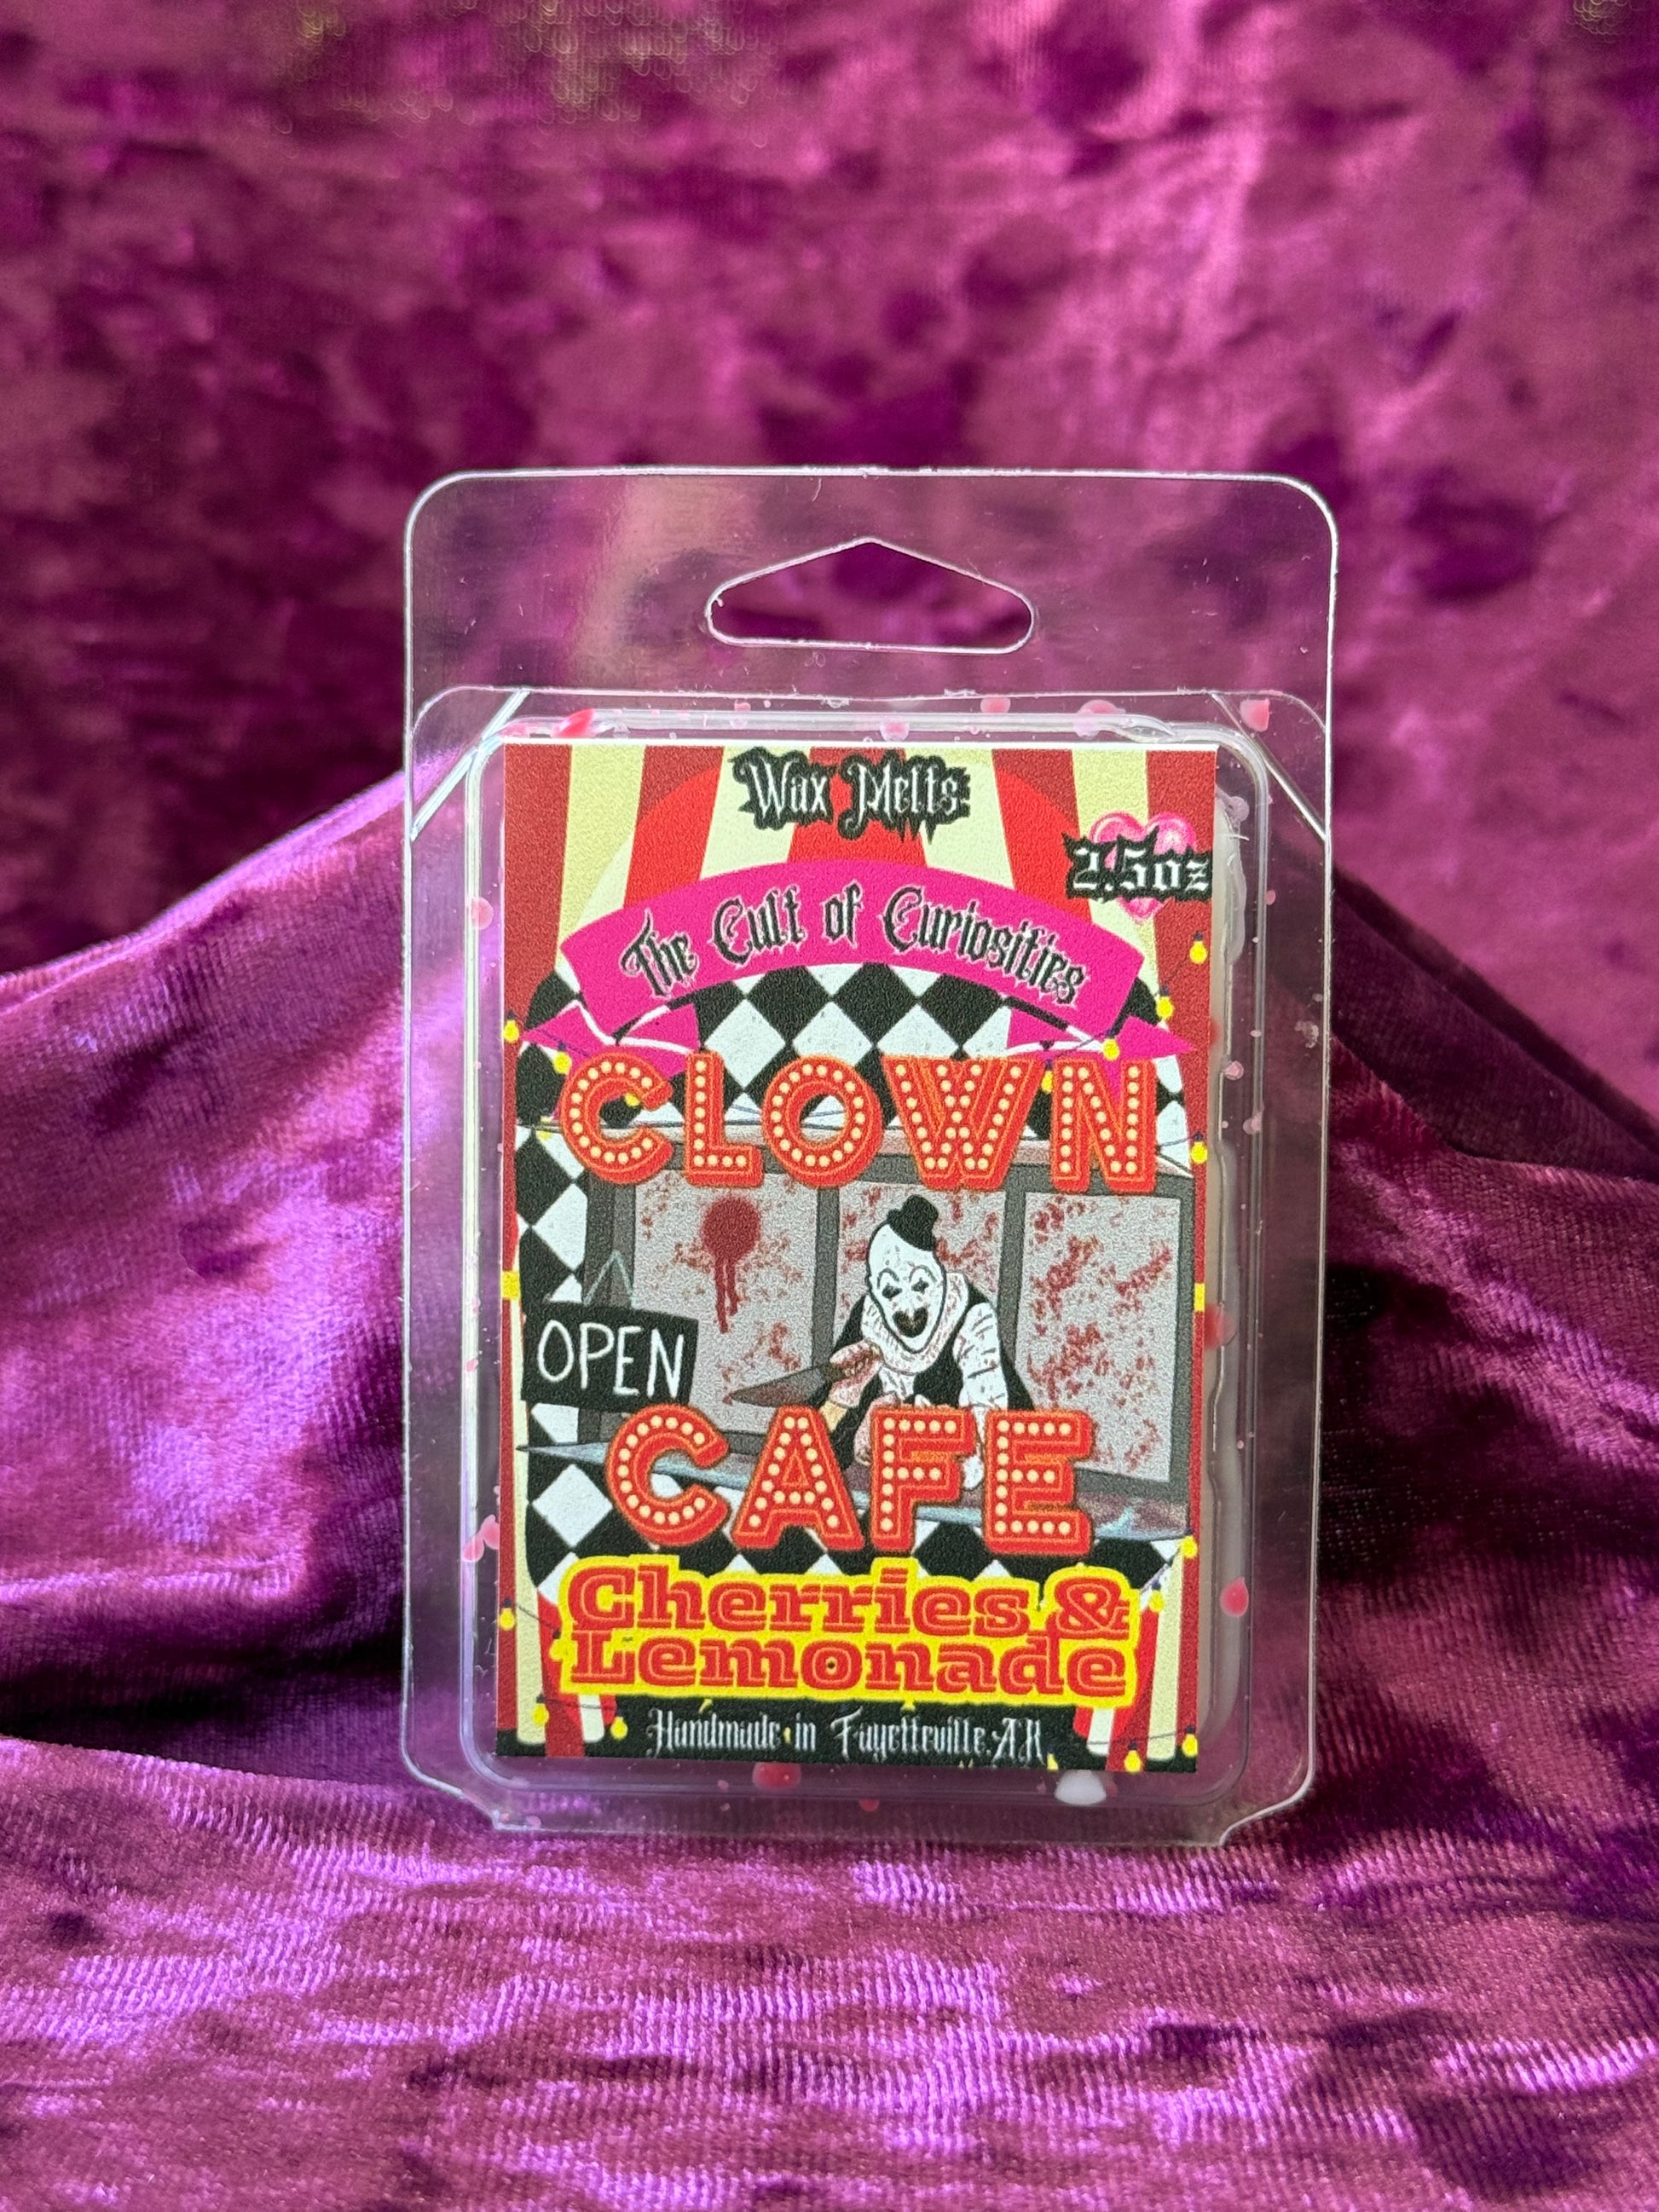 Wax Melts
2.5oz
The Cult of Curiosities
CLOWN
OPEN
CAFE
Cherries &
Lemonade
Handmade in Fayetteville, AR